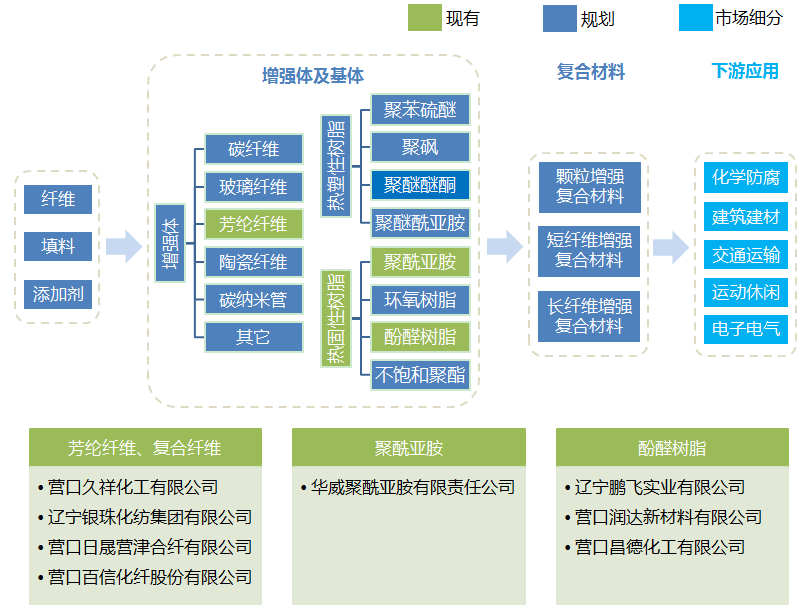 现有
规划
市场细分
增强体及基体
复合材料
下游应用
纤维
填料
添加剂
增强体
碳纤维
玻璃纤维
芳纶纤维
陶瓷纤维
碳纳米管
其它
热塑性树脂
聚苯硫醚
聚砜
聚醚醚酮
聚醚酰亚胺
热固性树脂
聚酰亚胺
环氧树脂
酚醛树脂
不饱和聚酯
颗粒增强
复合材料
短纤维增强
复合材料
长纤维增强
复合材料
化学防腐
建筑建材
交通运输
运动休闲
电子电气
芳纶纤维、复合纤维
• 营口久祥化工有限公司
• 辽宁银珠化纺集团有限公司
• 营口日晟营津合纤有限公司
• 营口百信化纤股份有限公司
聚酰亚胺
• 华威聚酰亚胺有限责任公司
酚醛树脂
• 辽宁鹏飞实业有限公司
• 营口润达新材料有限公司
• 营口昌德化工有限公司